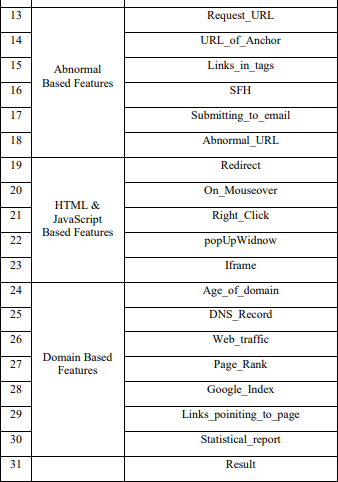 13 Request_URL
14 URL_of_Anchor
15 Links_in_tags
Abnormal
Based Features
16 SFH
17 Submitting_to_email
18 Abnormal_URL
19 Redirect
20 On_Mouseover
HTML &
JavaScript
Based Features
21 Right_Click
22 popUpWidnow
23 Iframe
24 Age_of_domain
25 DNS_Record
26 Web_traffic
Domain Based
Features
27 Page_Rank
28 Google_Index
29 Links_poiniting_to_page
30 Statistical_report
31 Result